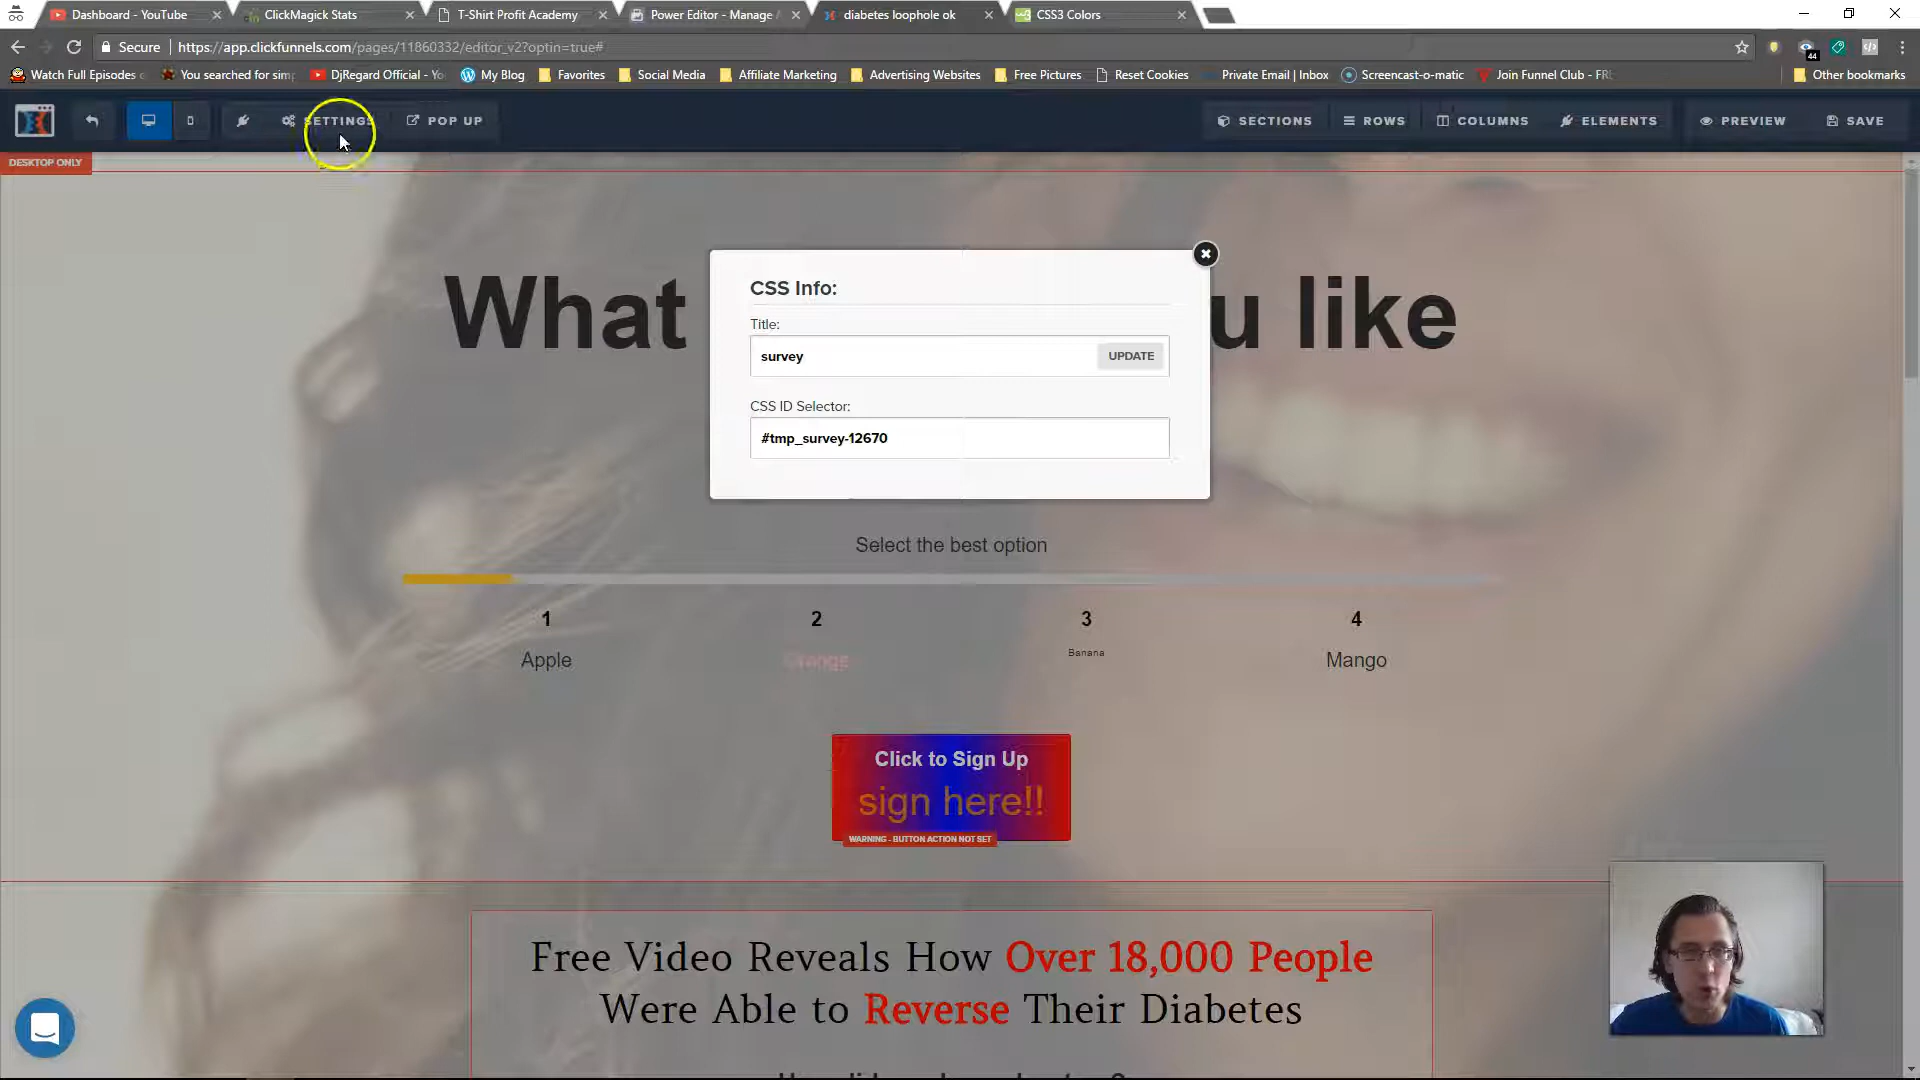 Dashboard - YouTube
ClickMagick Stats
T-Shirt Profit Academy
Power Editor - Manage
diabetes loophole ok
CSS3 Colors
Secure
https://app.clickfunnels.com/pages/11860332/editor_v2?optin=true#
44
Watch Full Episodes
You searched for sim
DjRegard Official - Yo
My Blog
Favorites
Social Media
Affiliate Marketing
Advertising Websites
Free Pictures
Reset Cookies
Private Email | Inbox
Screencast-o-matic
Join Funnel Club - FRE
Other bookmarks
SETTINGS
POP UP
SECTIONS
ROWS
COLUMNS
ELEMENTS
PREVIEW
SAVE
DESKTOP ONLY
What
u like
CSS Info:
Title:
survey
UPDATE
CSS ID Selector:
#tmp_survey-12670
Select the best option
1
2
3
4
Apple
Orange
Banana
Mango
Click to Sign Up
sign here!!
WARNING - BUTTON ACTION NOT SET
Free Video Reveals How Over 18,000 People
Were Able to Reverse Their Diabetes